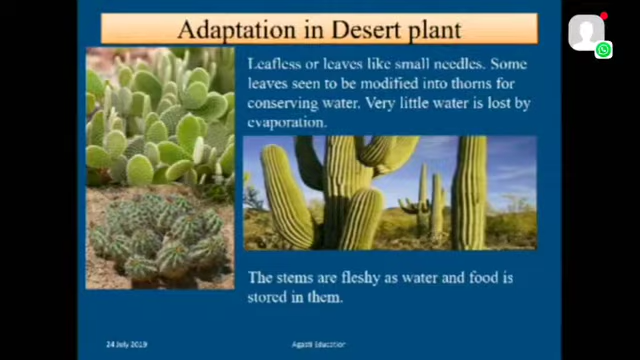 Adaptation in Desert plant
Leafless or leaves like small needles. Some
leaves seen to be modified into thorns for
conserving water. Very little water is lost by
evaporation.
The stems are fleshy as water and food is
stored in them.
24 July 2019
Agasti Education